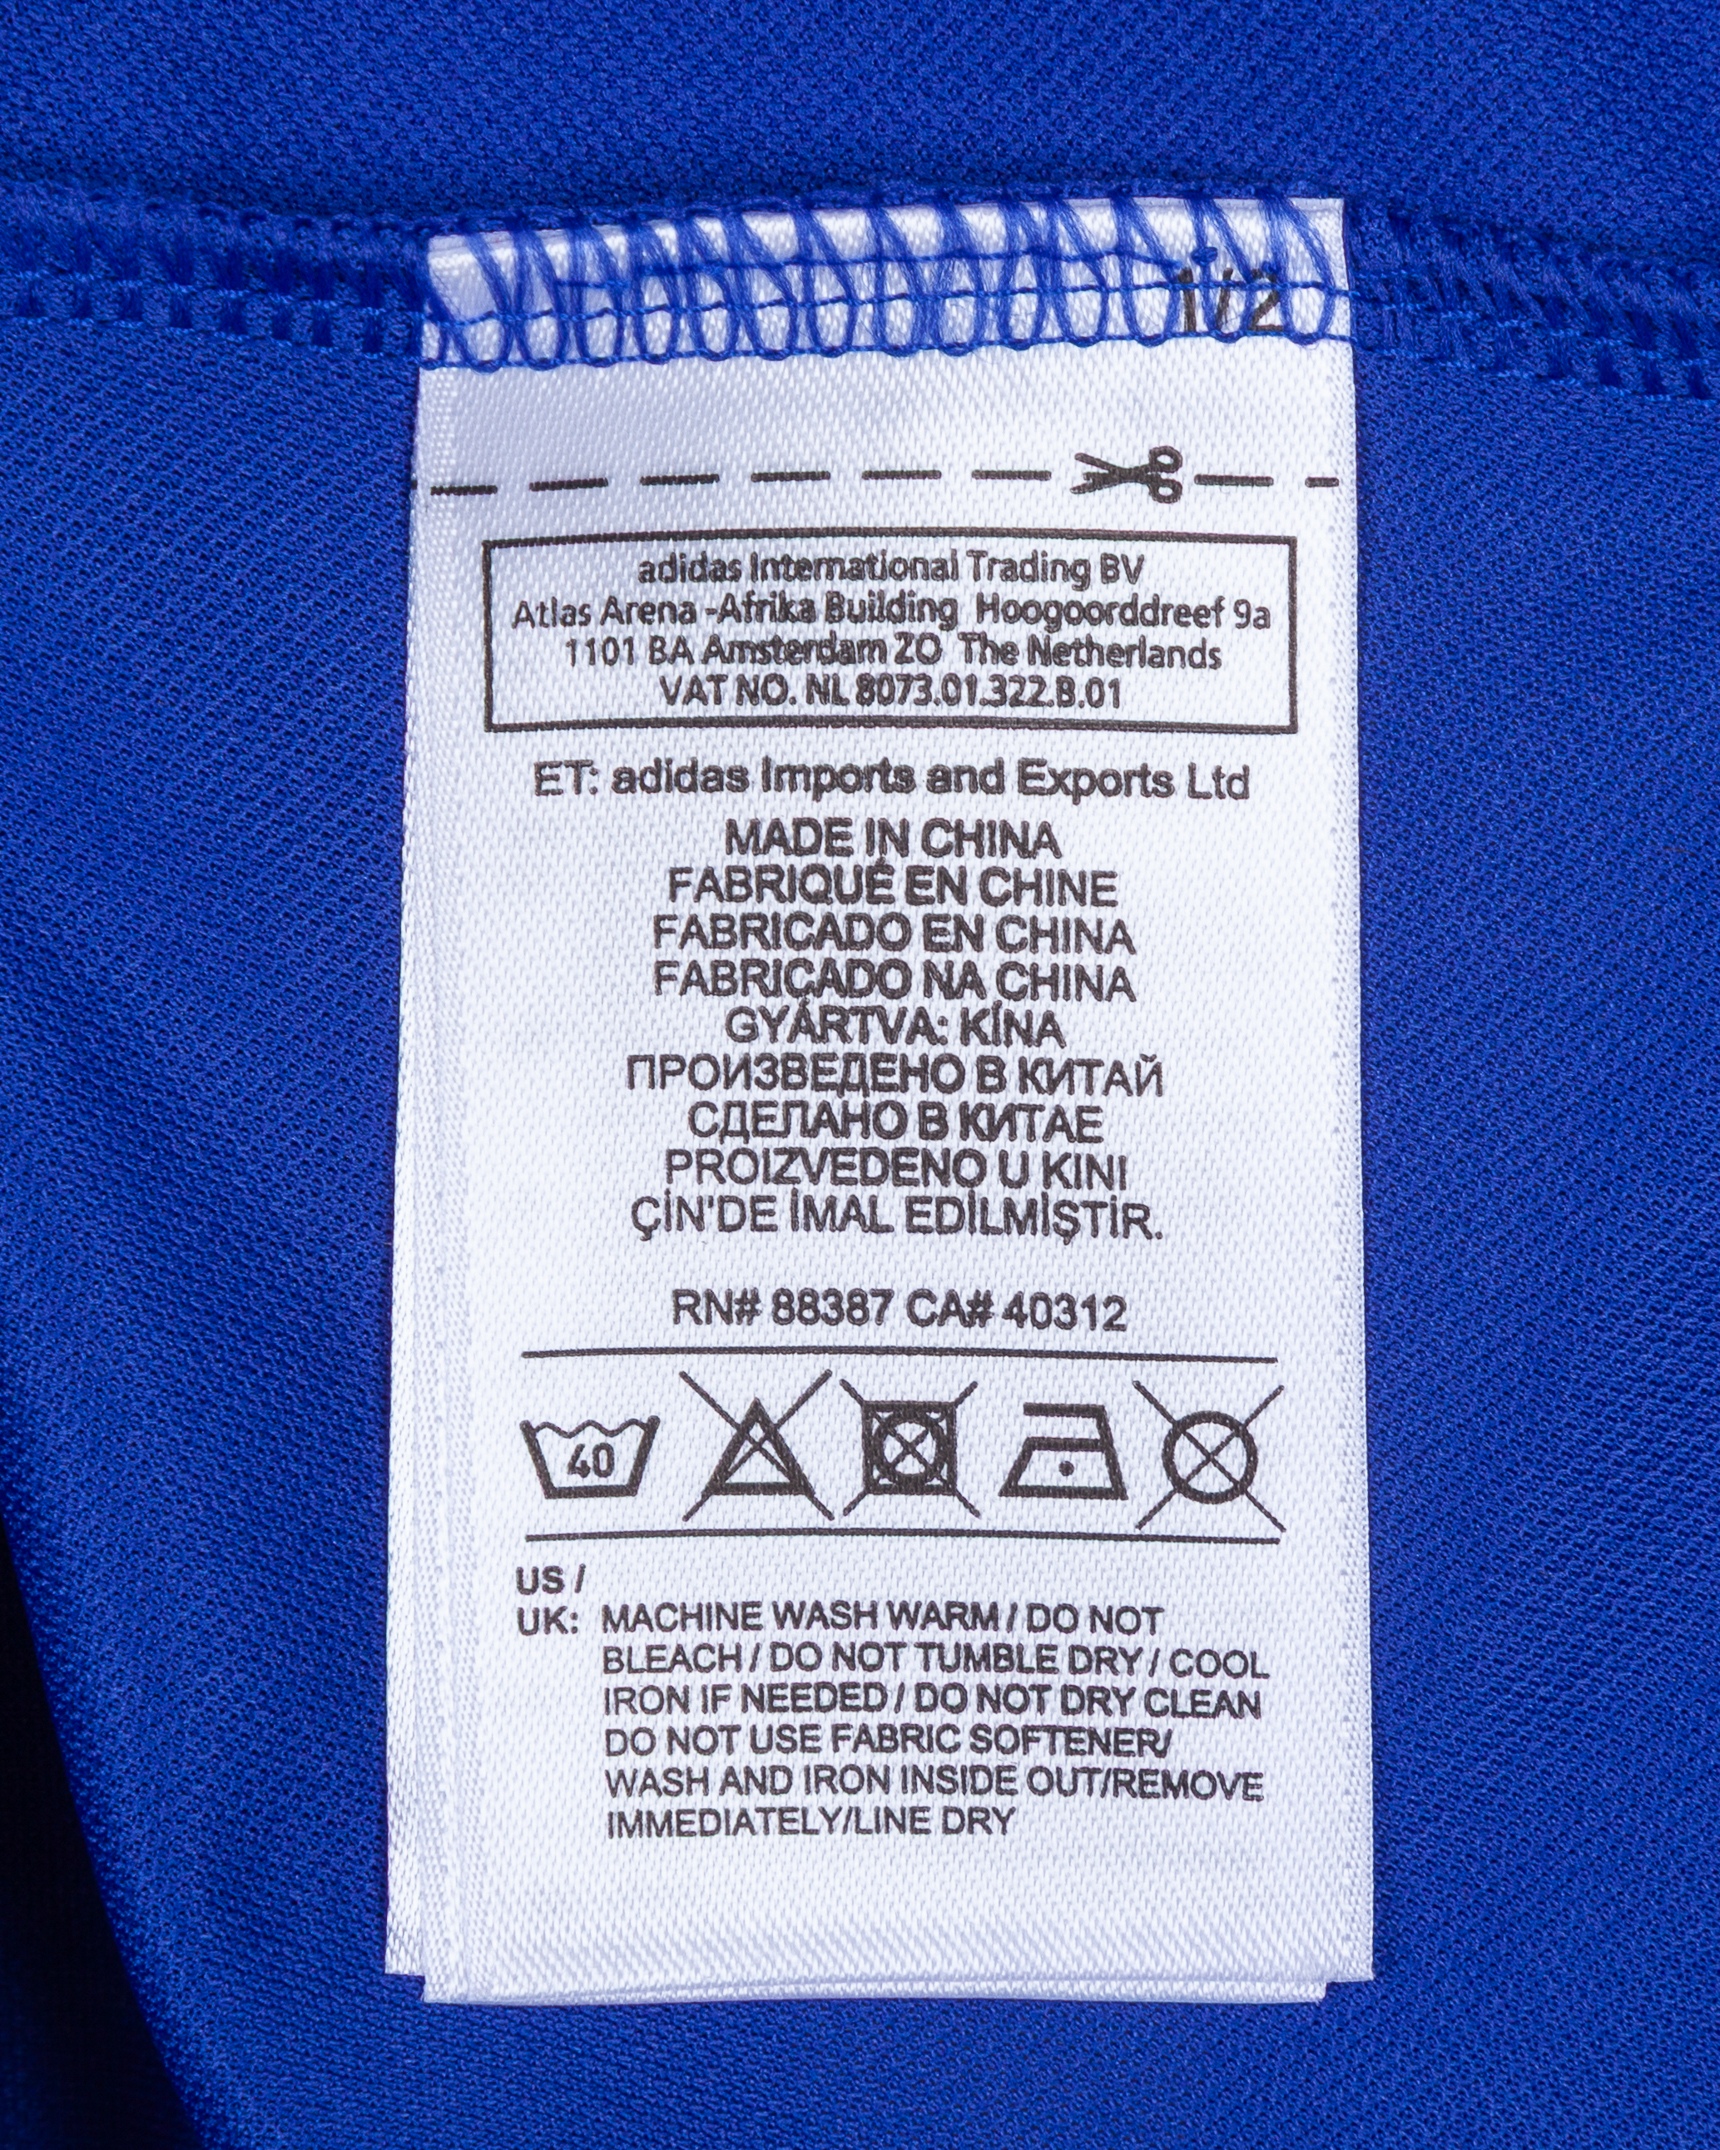 1/2
adidas International Trading BV
Atlas Arena -Afrika Building Hoogoorddreef 9a
1101 BA Amsterdam ZO The Netherlands
VAT NO. NL 8073.01.322.B.01
ET: adidas Imports and Exports Ltd
MADE IN CHINA
FABRIQUÉ EN CHINE
FABRICADO EN CHINA
FABRICADO NA CHINA
GYÁRTVA: KÍNA
ПРОИЗВЕДЕНО В КИТАЙ
СДЕЛАНО В КИТАЕ
PROIZVEDENO U KINI
ÇİN'DE İMAL EDİLMİŞTİR.
RN# 88387 CA# 40312
40
US /
UK: MACHINE WASH WARM / DO NOT
BLEACH / DO NOT TUMBLE DRY / COOL
IRON IF NEEDED / DO NOT DRY CLEAN
DO NOT USE FABRIC SOFTENER/
WASH AND IRON INSIDE OUT/REMOVE
IMMEDIATELY/LINE DRY